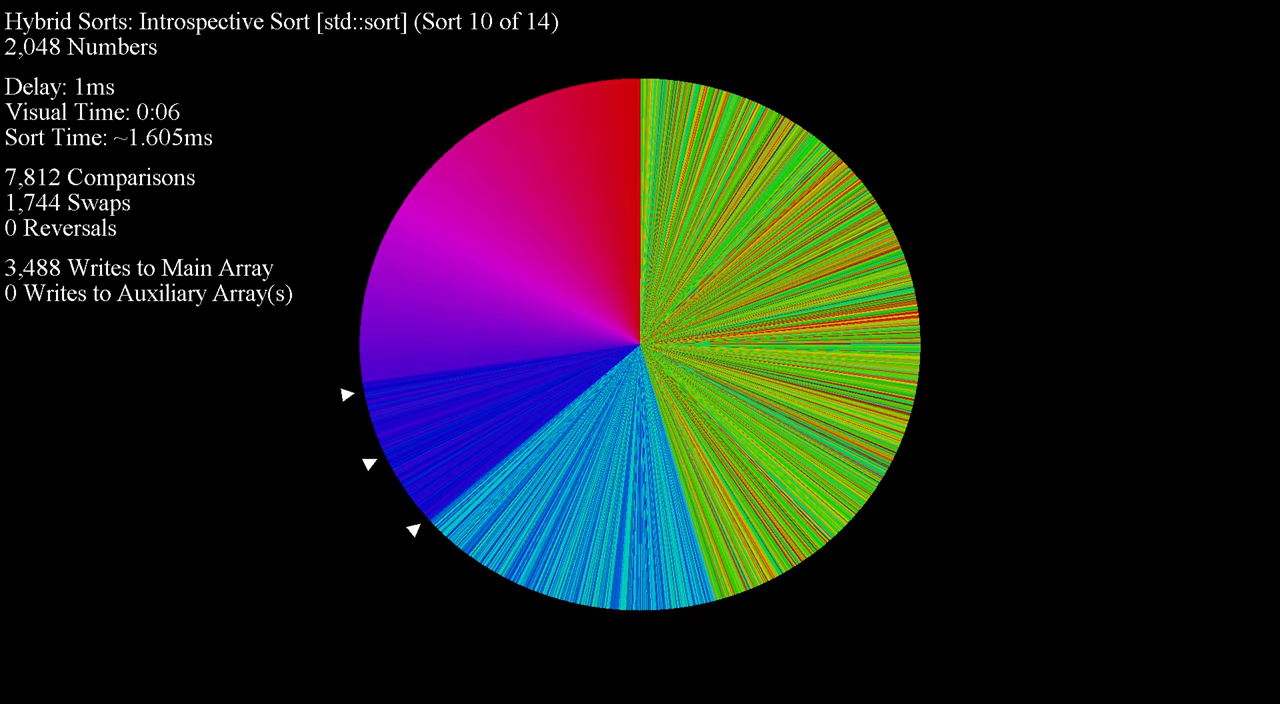 Hybrid Sorts: Introspective Sort [std::sort] (Sort 10 of 14)
2,048 Numbers
Delay: 1ms
Visual Time: 0:06
Sort Time: ~1.605ms
7,812 Comparisons
1,744 Swaps
0 Reversals
3,488 Writes to Main Array
0 Writes to Auxiliary Array(s)